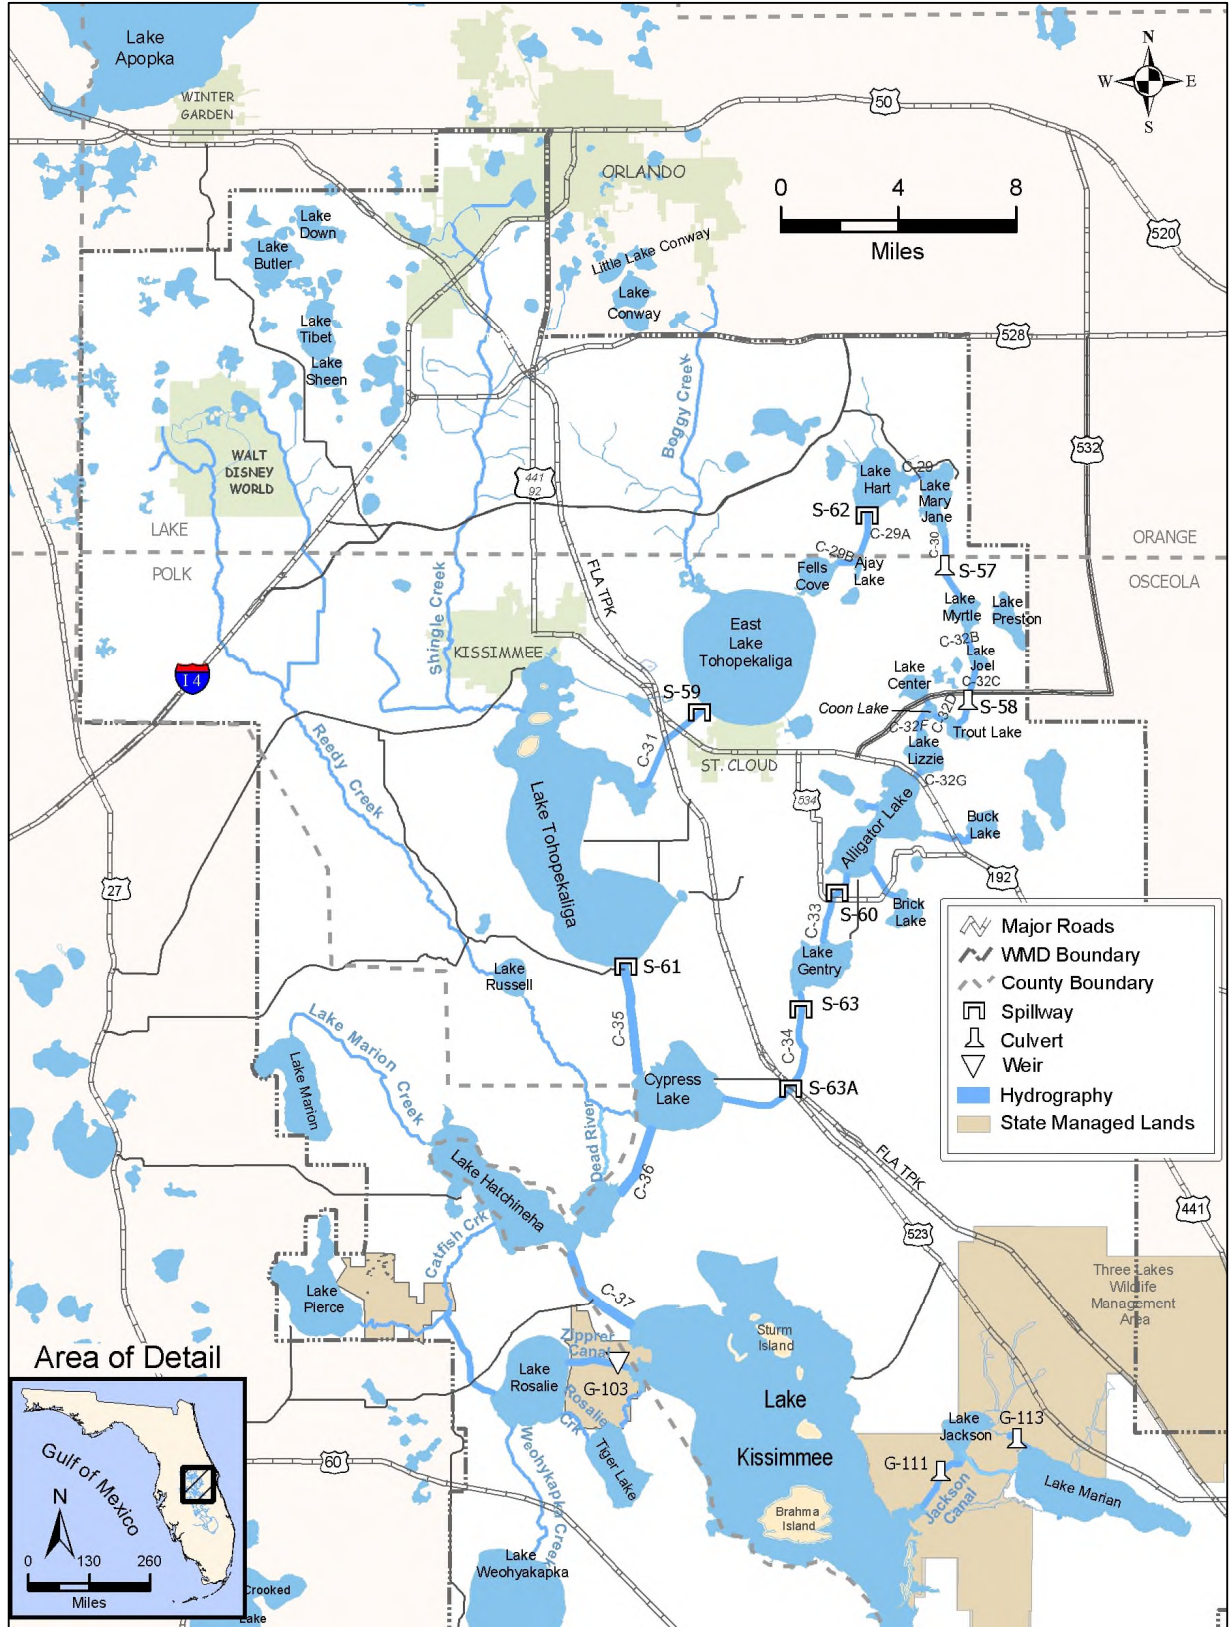 Lake
Apopka
WINTER
GARDEN
N
W
E
S
50
ORLANDO
0
4
8
Miles
520
Lake
Down
Lake
Butler
Little Lake Conway
Lake
Conway
Lake
Tibet
Lake
Sheen
528
Boggy Creek
532
WALT
DISNEY
WORLD
441
92
Lake
Hart
C-29
Lake
Mary
Jane
S-62
C-29A
C-30
LAKE
POLK
ORANGE
OSCEOLA
C-29B
Ajay
Lake
Fells
Cove
S-57
FLA TPK
Shingle Creek
KISSIMMEE
East
Lake
Tohopekaliga
Lake
Myrtle
Lake
Preston
C-32B
Lake
Joel
C-32C
Lake
Center
I 4
S-59
Coon Lake
C-32D
S-58
C-32F
Trout Lake
Lake
Lizzie
C-31
ST. CLOUD
C-32G
Reedy Creek
Lake Tohopekaliga
534
Alligator Lake
Buck
Lake
27
192
S-60
Brick
Lake
C-33
Lake
Gentry
Lake
Russell
S-61
S-63
C-35
C-34
Lake Marion Creek
Lake Marion
Cypress
Lake
S-63A
Major Roads
WMD Boundary
County Boundary
Spillway
Culvert
Weir
Hydrography
State Managed Lands
Dead River
C-36
FLA TPK
Lake Hatchineha
Catfish Crk
441
523
Lake
Pierce
C-37
Three Lakes
Wildlife
Management
Area
Sturm
Island
Zipprer
Canal
Lake
Rosalie
G-103
Rosalie
Crk
Tiger Lake
Lake
Kissimmee
Lake
Jackson
G-113
G-111
Jackson
Canal
Lake Marian
Brahma
Island
60
Weohykapka Creek
Lake
Weohyakapka
Area of Detail
Gulf of Mexico
N
0
130
260
Miles
Crooked
Lake